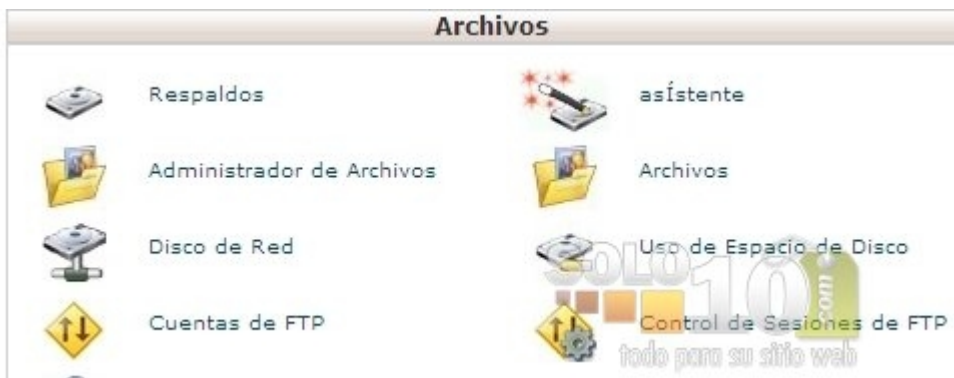 Archivos
Respaldos
asÍstente
Administrador de Archivos
Archivos
Disco de Red
Uso de Espacio de Disco
Cuentas de FTP
Control de Sesiones de FTP
SOLO10.com
todo para su sitio web